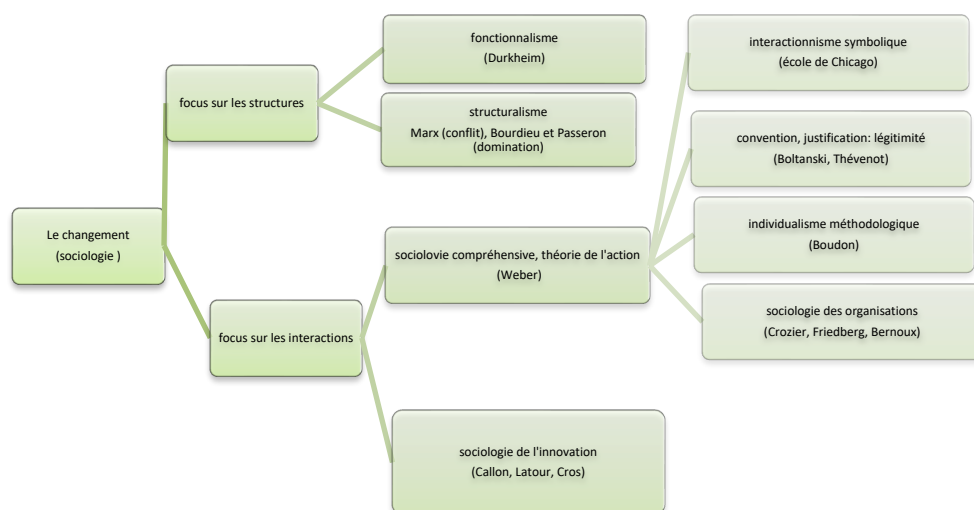 Le changement
(sociologie )
focus sur les structures
fonctionnalisme
(Durkheim)
structuralisme
Marx (conflit), Bourdieu et Passeron
(domination)
focus sur les interactions
sociolovie compréhensive, théorie de l'action
(Weber)
interactionnisme symbolique
(école de Chicago)
convention, justification: légitimité
(Boltanski, Thévenot)
individualisme méthodologique
(Boudon)
sociologie des organisations
(Crozier, Friedberg, Bernoux)
sociologie de l'innovation
(Callon, Latour, Cros)